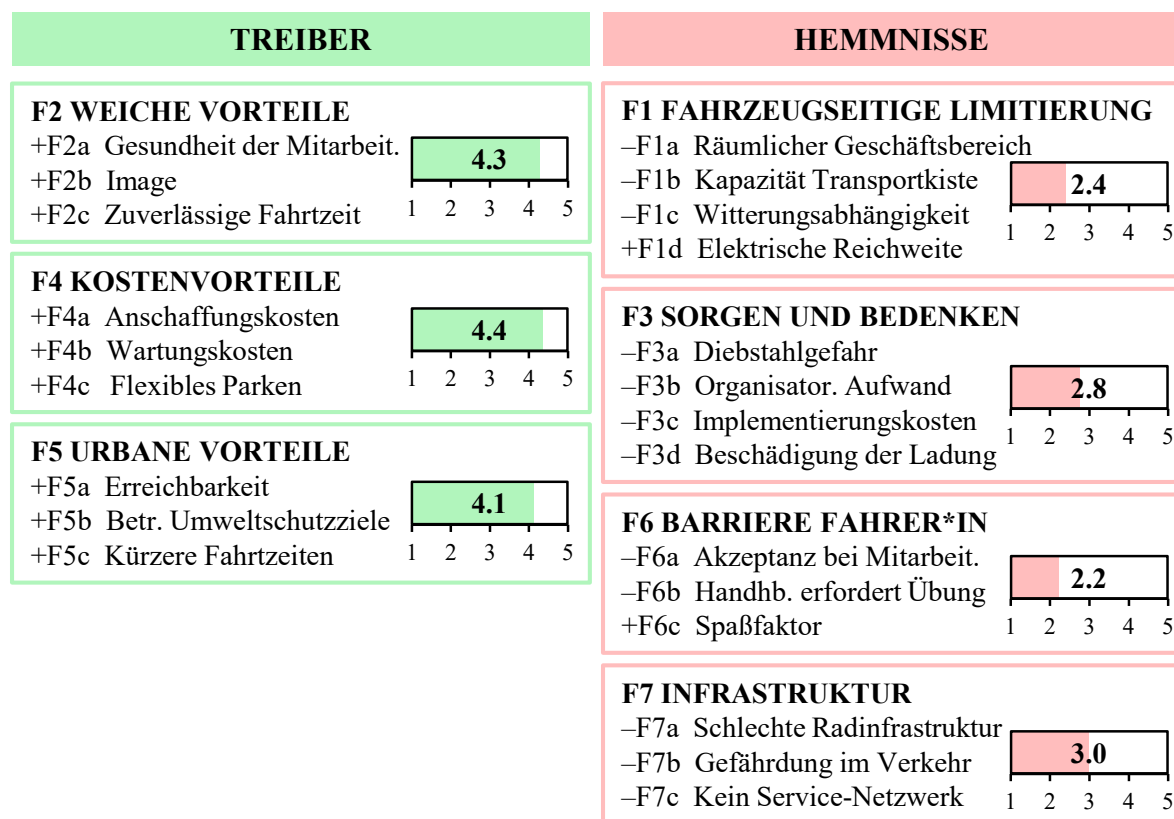 TREIBER
F2 WEICHE VORTEILE
+F2a Gesundheit der Mitarbeit.
+F2b Image
+F2c Zuverlässige Fahrtzeit
4.3
1 2 3 4 5
F4 KOSTENVORTEILE
+F4a Anschaffungskosten
+F4b Wartungskosten
+F4c Flexibles Parken
4.4
1 2 3 4 5
F5 URBANE VORTEILE
+F5a Erreichbarkeit
+F5b Betr. Umweltschutzziele
+F5c Kürzere Fahrtzeiten
4.1
1 2 3 4 5
HEMMNISSE
F1 FAHRZEUGSEITIGE LIMITIERUNG
–F1a Räumlicher Geschäftsbereich
–F1b Kapazität Transportkiste
–F1c Witterungsabhängigkeit
+F1d Elektrische Reichweite
2.4
1 2 3 4 5
F3 SORGEN UND BEDENKEN
–F3a Diebstahlgefahr
–F3b Organisator. Aufwand
–F3c Implementierungskosten
–F3d Beschädigung der Ladung
2.8
1 2 3 4 5
F6 BARRIERE FAHRER*IN
–F6a Akzeptanz bei Mitarbeit.
–F6b Handhb. erfordert Übung
+F6c Spaßfaktor
2.2
1 2 3 4 5
F7 INFRASTRUKTUR
–F7a Schlechte Radinfrastruktur
–F7b Gefährdung im Verkehr
–F7c Kein Service-Netzwerk
3.0
1 2 3 4 5